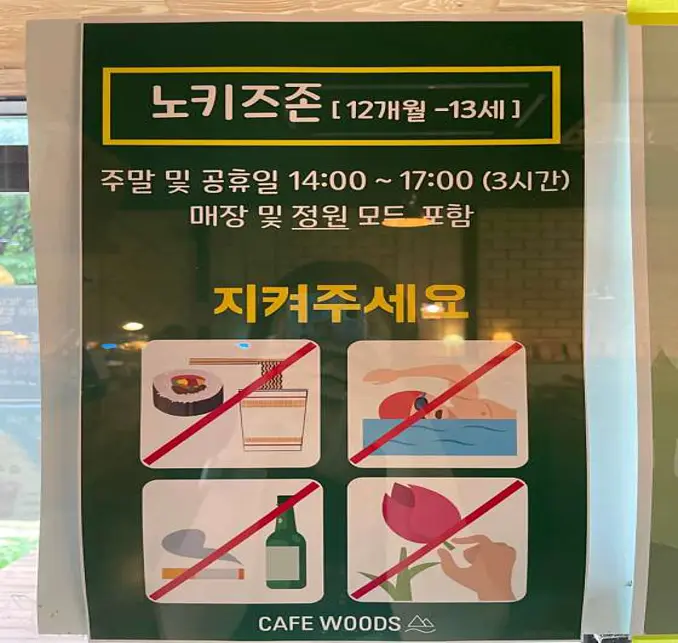 노키즈존 [ 12개월 -13세 ]
주말 및 공휴일 14:00 ~ 17:00 (3시간)
매장 및 정원 모두 포함
지켜주세요
CAFE WOODS